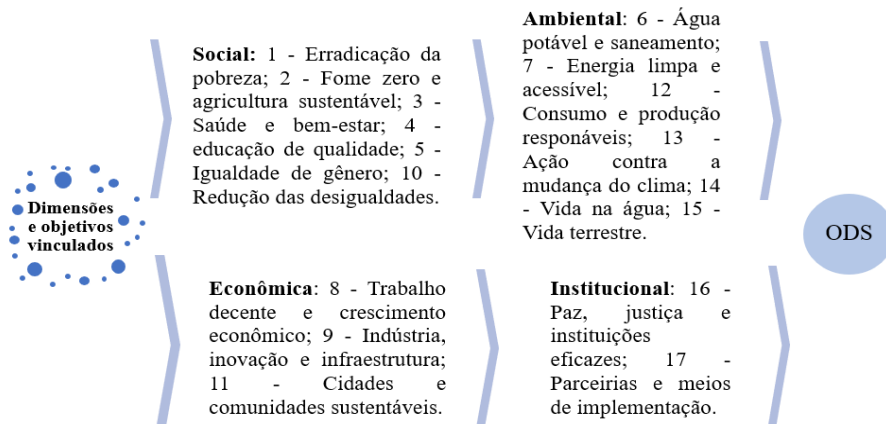 Dimensões
e objetivos
vinculados
Social: 1 - Erradicação da
pobreza; 2 - Fome zero e
agricultura sustentável; 3 -
Saúde e bem-estar; 4 -
educação de qualidade; 5 -
Igualdade de gênero; 10 -
Redução das desigualdades.
Ambiental: 6 - Água
potável e saneamento;
7 - Energia limpa e
acessível; 12 -
Consumo e produção
responáveis; 13 -
Ação contra a
mudança do clima; 14
- Vida na água; 15 -
Vida terrestre.
Econômica: 8 - Trabalho
decente e crescimento
econômico; 9 - Indústria,
inovação e infraestrutura;
11 - Cidades e
comunidades sustentáveis.
Institucional: 16 -
Paz, justiça e
instituições
eficazes; 17 -
Parceirias e meios
de implementação.
ODS